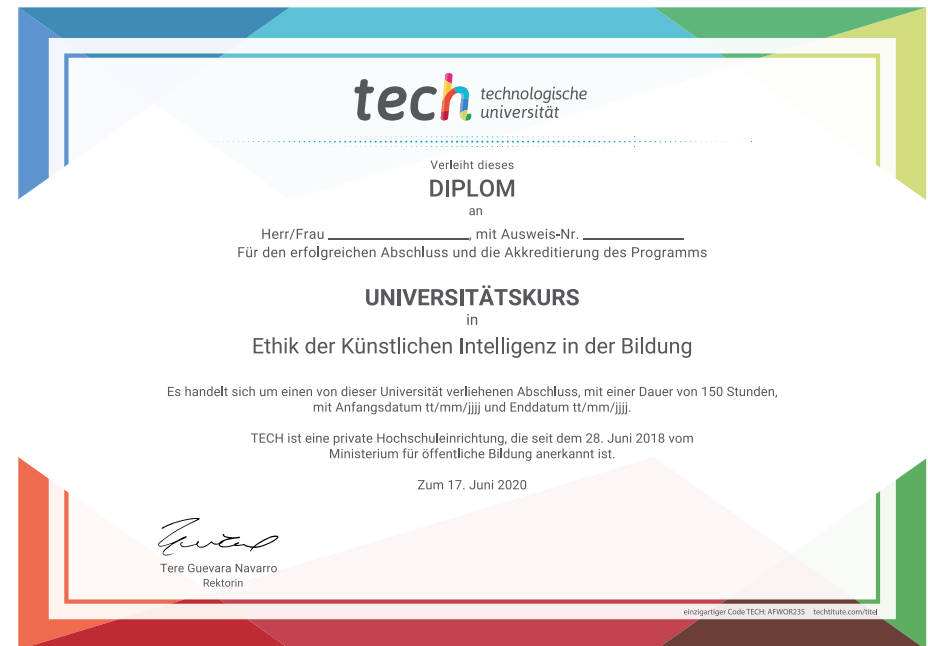 tech technologische
universität
Verleiht dieses
DIPLOM
an
Herr/Frau ____________, mit Ausweis-Nr. ____________
Für den erfolgreichen Abschluss und die Akkreditierung des Programms
UNIVERSITÄTSKURS
in
Ethik der Künstlichen Intelligenz in der Bildung
Es handelt sich um einen von dieser Universität verliehenen Abschluss, mit einer Dauer von 150 Stunden,
mit Anfangsdatum tt/mm/jjjj und Enddatum tt/mm/jjjj.
TECH ist eine private Hochschuleinrichtung, die seit dem 28. Juni 2018 vom
Ministerium für öffentliche Bildung anerkannt ist.
Zum 17. Juni 2020
Tere Guevara Navarro
Rektorin
einzigartiger Code TECH: AFWOR23S techtitute.com/titel